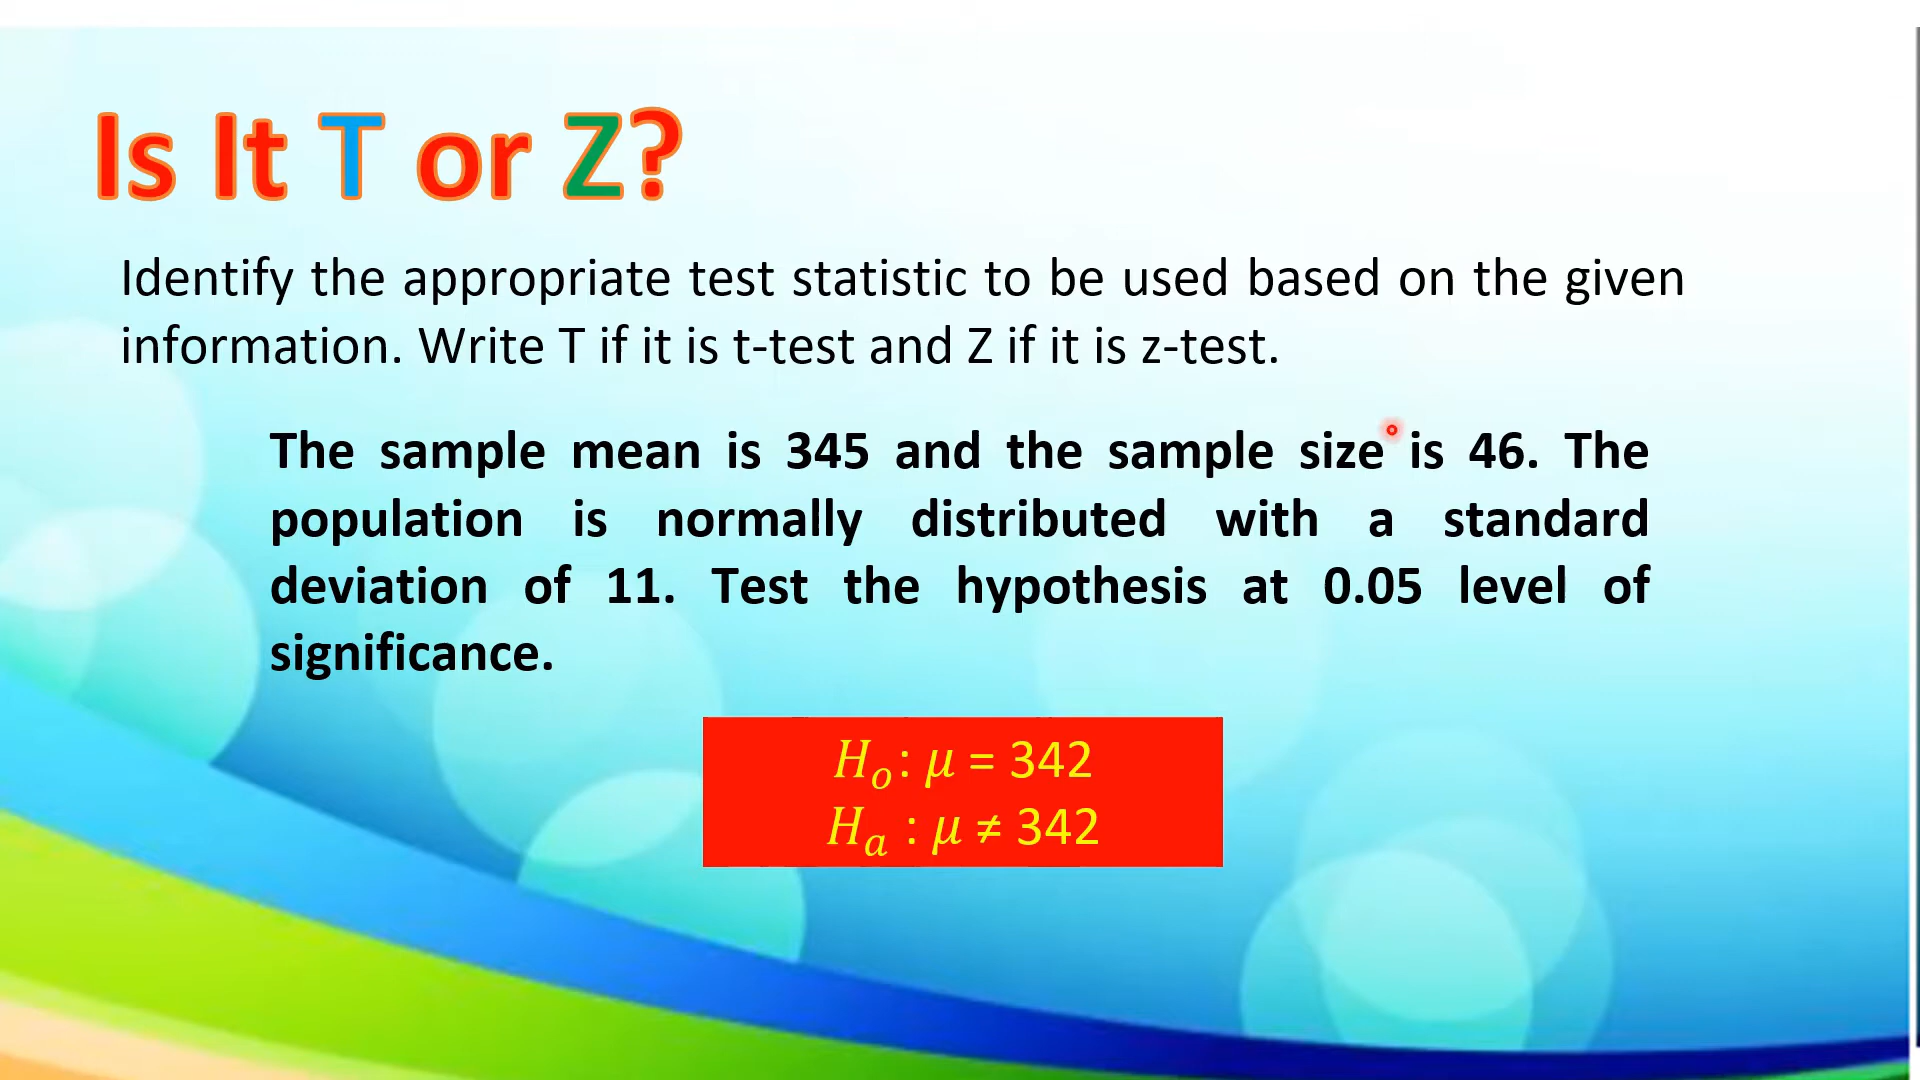 Is It T or Z?
Identify the appropriate test statistic to be used based on the given
information. Write T if it is t-test and Z if it is z-test.
The sample mean is 345 and the sample size is 46. The
population is normally distributed with a standard
deviation of 11. Test the hypothesis at 0.05 level of
significance.
Hₒ: μ = 342
Hₐ : μ ≠ 342